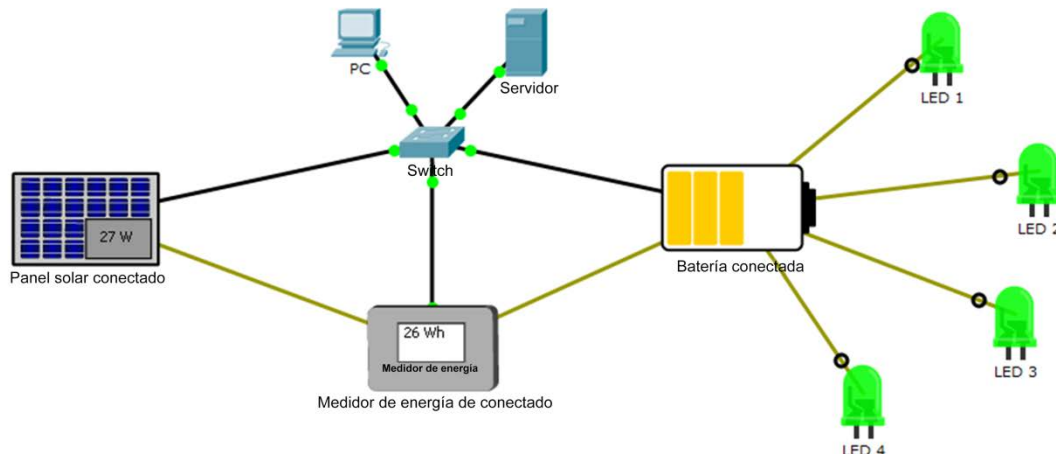 PC
Servidor
LED 1
Switch
LED 2
27 W
Panel solar conectado
Batería conectada
26 Wh
Medidor de energía
LED 3
Medidor de energía de conectado
LED 4